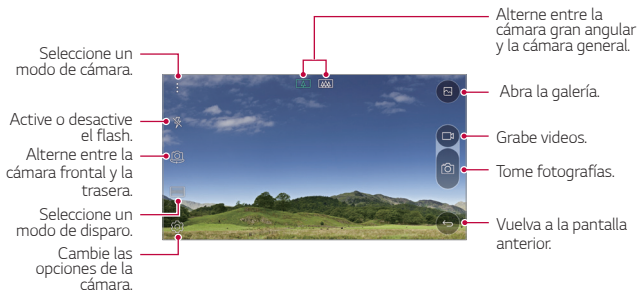 Alterne entre la
cámara gran angular
y la cámara general.
Seleccione un
modo de cámara.
Active o desactive
el flash.
Alterne entre la
cámara frontal y la
trasera.
Seleccione un
modo de disparo.
Cambie las
opciones de la
cámara.
Abra la galería.
Grabe videos.
Tome fotografías.
Vuelva a la pantalla
anterior.